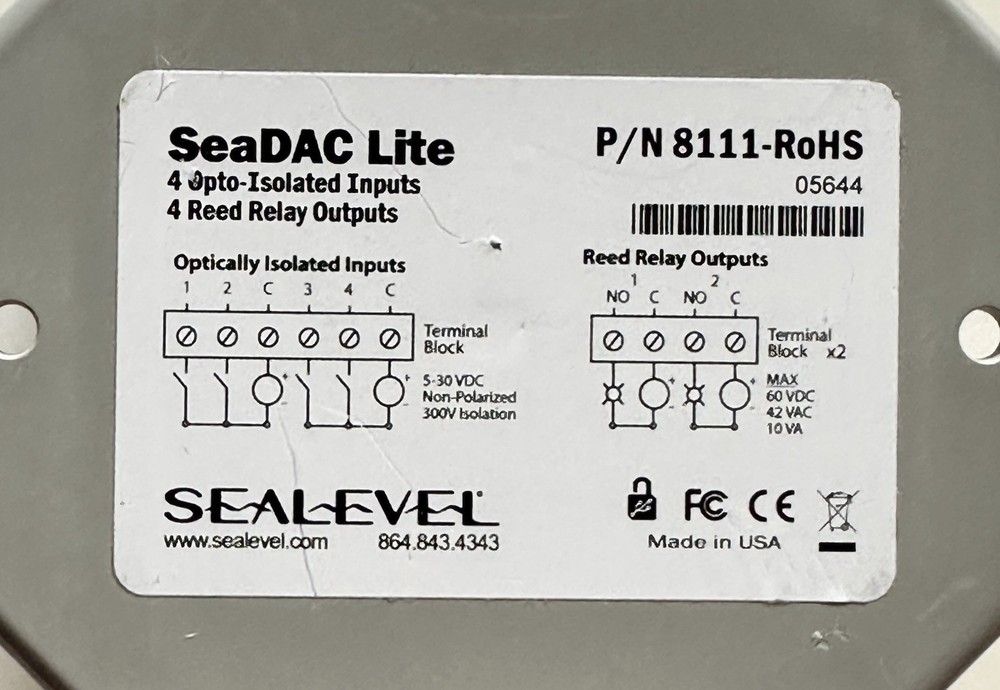 SeaDAC Lite
4 Opto-Isolated Inputs
4 Reed Relay Outputs
P/N 8111-RoHS
05644
Optically Isolated Inputs
1 2 C 3 4 C
Terminal
Block
+ +
5-30 VDC
Non-Polarized
300V Isolation
- -
Reed Relay Outputs
1 2
NO C NO C
Terminal
Block x2
+ +
MAX
60 VDC
42 VAC
10 VA
- -
SEALEVEL
www.sealevel.com 864.843.4343
FC CE
Made in USA